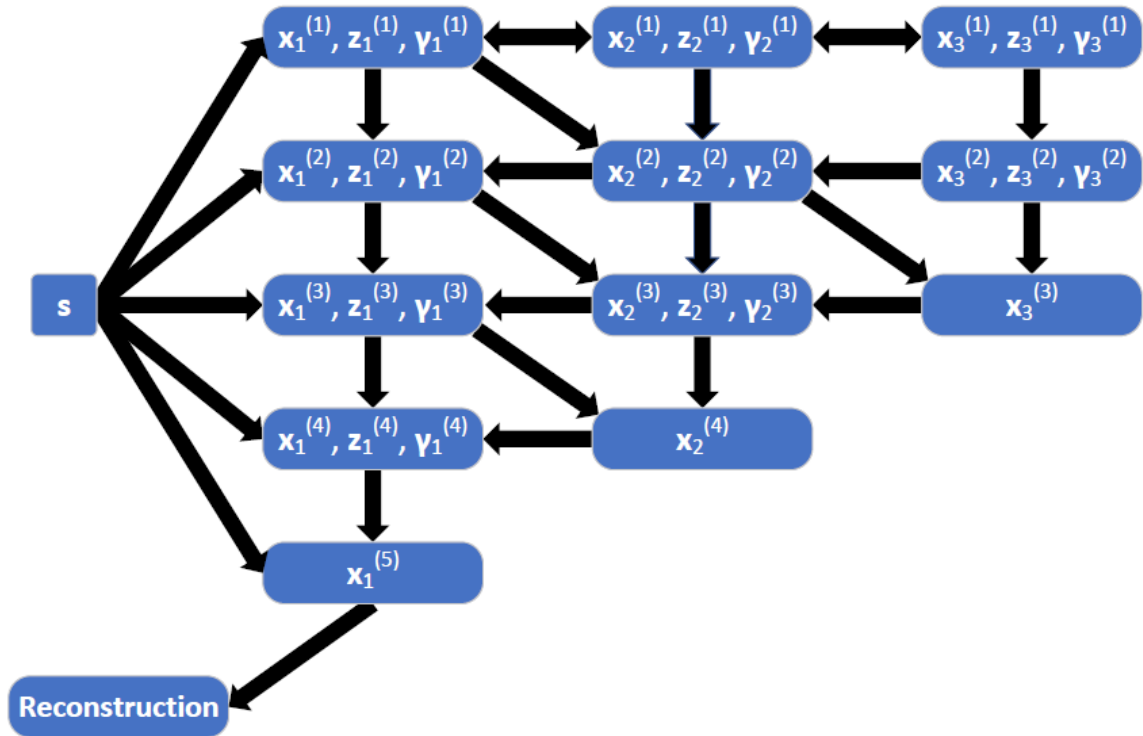 x₁⁽¹⁾, z₁⁽¹⁾, γ₁⁽¹⁾
x₂⁽¹⁾, z₂⁽¹⁾, γ₂⁽¹⁾
x₃⁽¹⁾, z₃⁽¹⁾, γ₃⁽¹⁾
x₁⁽²⁾, z₁⁽²⁾, γ₁⁽²⁾
x₂⁽²⁾, z₂⁽²⁾, γ₂⁽²⁾
x₃⁽²⁾, z₃⁽²⁾, γ₃⁽²⁾
s
x₁⁽³⁾, z₁⁽³⁾, γ₁⁽³⁾
x₂⁽³⁾, z₂⁽³⁾, γ₂⁽³⁾
x₃⁽³⁾
x₁⁽⁴⁾, z₁⁽⁴⁾, γ₁⁽⁴⁾
x₂⁽⁴⁾
x₁⁽⁵⁾
Reconstruction